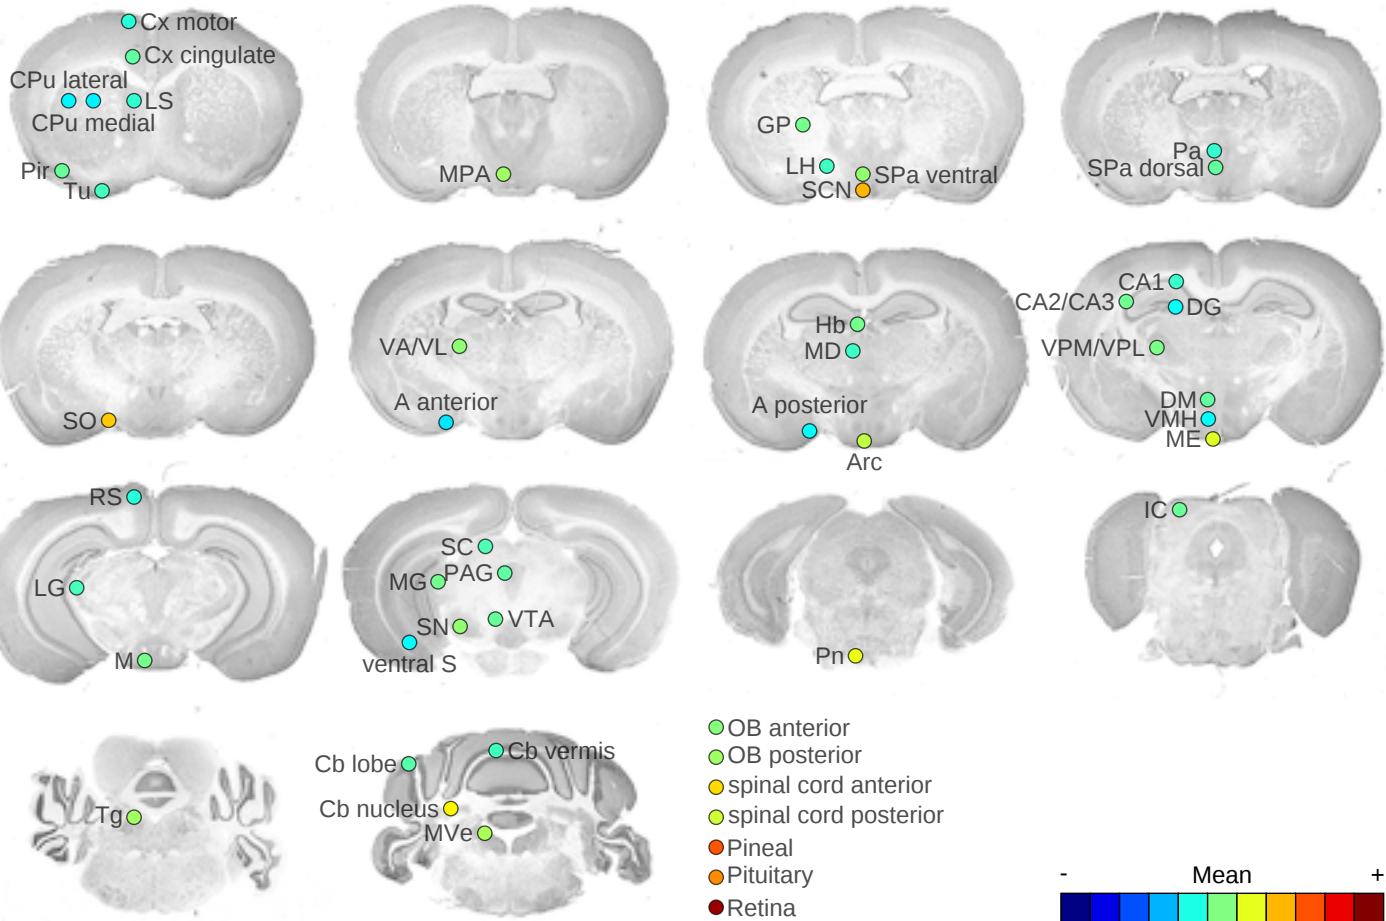 Cx motor
Cx cingulate
CPu lateral
LS
CPu medial
Pir
Tu
MPA
GP
LH
SPa ventral
SCN
Pa
SPa dorsal
SO
VA/VL
A anterior
Hb
MD
A posterior
Arc
CA1
CA2/CA3
DG
VPM/VPL
DM
VMH
ME
RS
LG
M
SC
MG
PAG
SN
VTA
ventral S
Pn
IC
Tg
Cb lobe
Cb vermis
Cb nucleus
MVe
OB anterior
OB posterior
spinal cord anterior
spinal cord posterior
Pineal
Pituitary
Retina
- Mean +